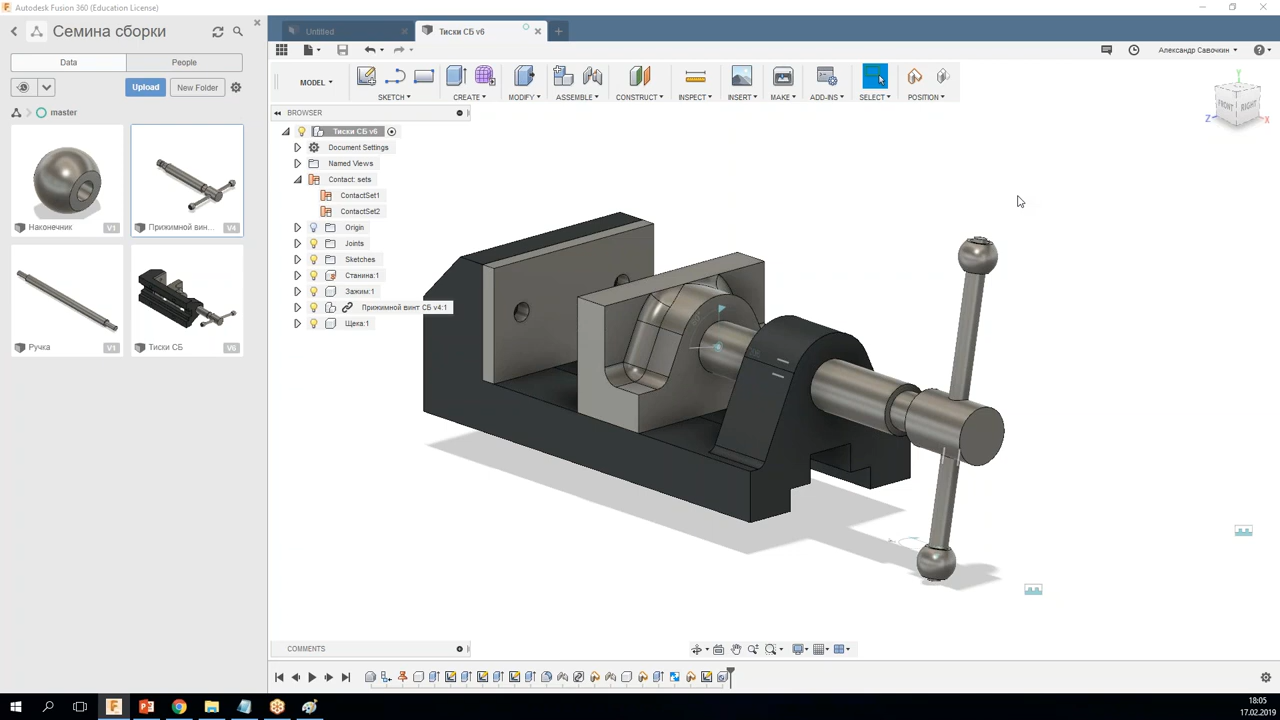 Autodesk Fusion 360 (Education License)
Семина сборки
Data
People
Upload
New Folder
master
Наконечник
V1
Прижимной вин...
V4
Ручка
V1
Тиски СБ
V6
Untitled
Тиски СБ v6
Александр Савочкин
MODEL
SKETCH
CREATE
MODIFY
ASSEMBLE
CONSTRUCT
INSPECT
INSERT
MAKE
ADD-INS
SELECT
POSITION
BROWSER
Тиски СБ v6
Document Settings
Named Views
Contact: sets
ContactSet1
ContactSet2
Origin
Joints
Sketches
Станина:1
Зажим:1
Прижимной винт СБ v4:1
Щека:1
Y
FRONT
RIGHT
Z
X
COMMENTS
18:05
17.02.2019